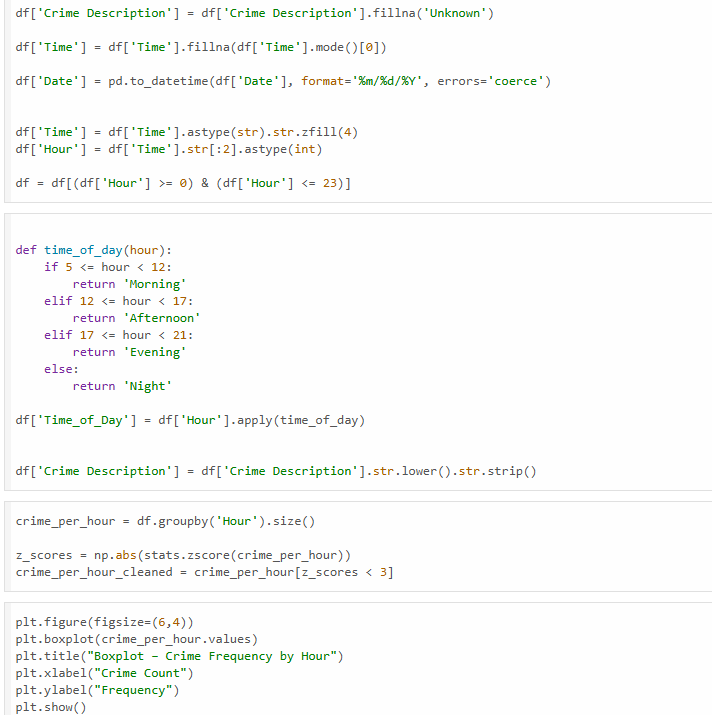 df['Crime Description'] = df['Crime Description'].fillna('Unknown')
df['Time'] = df['Time'].fillna(df['Time'].mode()[0])
df['Date'] = pd.to_datetime(df['Date'], format='%m/%d/%Y', errors='coerce')
df['Time'] = df['Time'].astype(str).str.zfill(4)
df['Hour'] = df['Time'].str[:2].astype(int)
df = df[(df['Hour'] >= 0) & (df['Hour'] <= 23)]
def time_of_day(hour):
    if 5 <= hour < 12:
        return 'Morning'
    elif 12 <= hour < 17:
        return 'Afternoon'
    elif 17 <= hour < 21:
        return 'Evening'
    else:
        return 'Night'
df['Time_of_Day'] = df['Hour'].apply(time_of_day)
df['Crime Description'] = df['Crime Description'].str.lower().str.strip()
crime_per_hour = df.groupby('Hour').size()
z_scores = np.abs(stats.zscore(crime_per_hour))
crime_per_hour_cleaned = crime_per_hour[z_scores < 3]
plt.figure(figsize=(6,4))
plt.boxplot(crime_per_hour.values)
plt.title("Boxplot – Crime Frequency by Hour")
plt.xlabel("Crime Count")
plt.ylabel("Frequency")
plt.show()